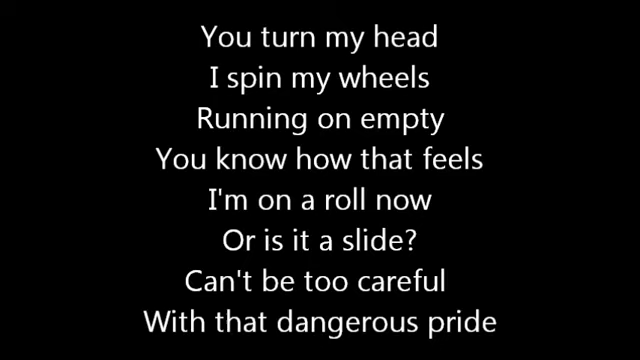 You turn my head
I spin my wheels
Running on empty
You know how that feels
I'm on a roll now
Or is it a slide?
Can't be too careful
With that dangerous pride